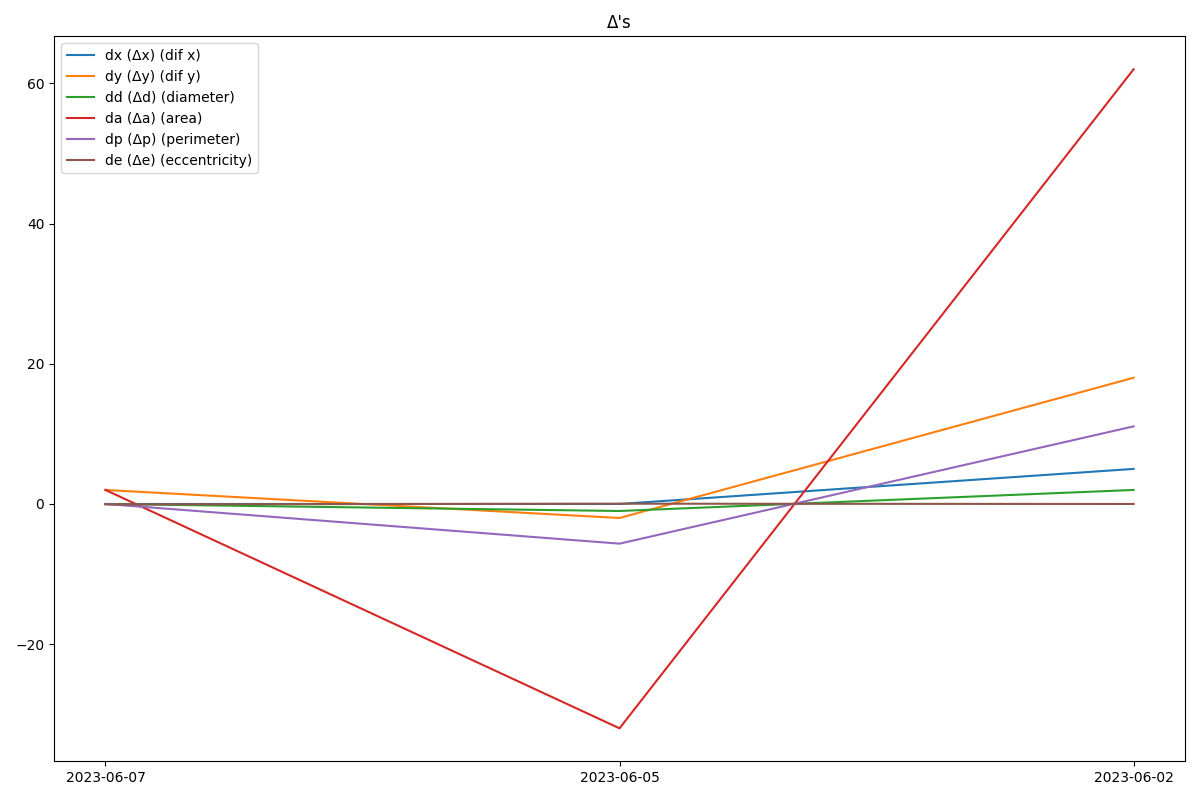 Δ's
dx (Δx) (dif x)
dy (Δy) (dif y)
dd (Δd) (diameter)
da (Δa) (area)
dp (Δp) (perimeter)
de (Δe) (eccentricity)
60
40
20
0
−20
2023-06-07 2023-06-05 2023-06-02